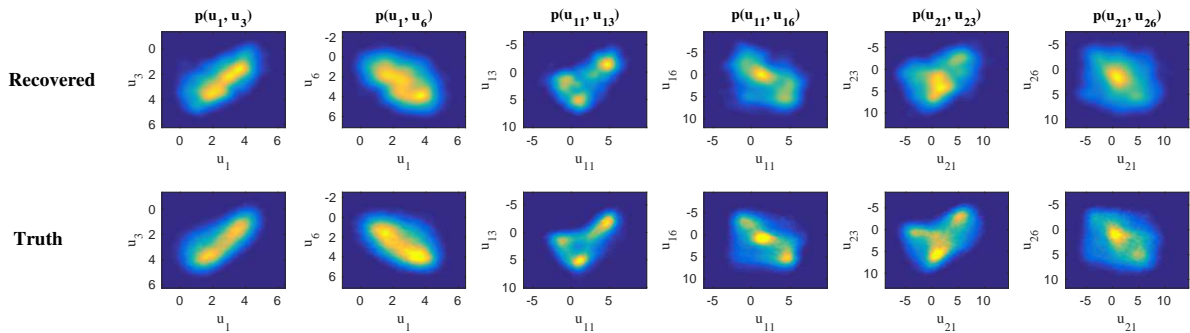 p(u1, u3) p(u1, u6) p(u11, u13) p(u11, u16) p(u21, u23) p(u21, u26)
Recovered
u3 0 2 4 6
u6 -2 0 2 4 6
u13 -5 0 5 10
u16 -5 0 5 10
u23 -5 0 5 10
u26 -5 0 5 10
0 2 4 6 0 2 4 6 -5 0 5 -5 0 5 -5 0 5 10 -5 0 5 10
u1 u1 u11 u11 u21 u21
Truth
u3 0 2 4 6
u6 -2 0 2 4 6
u13 -5 0 5 10
u16 -5 0 5 10
u23 -5 0 5 10
u26 -5 0 5 10
0 2 4 6 0 2 4 6 -5 0 5 -5 0 5 -5 0 5 10 -5 0 5 10
u1 u1 u11 u11 u21 u21